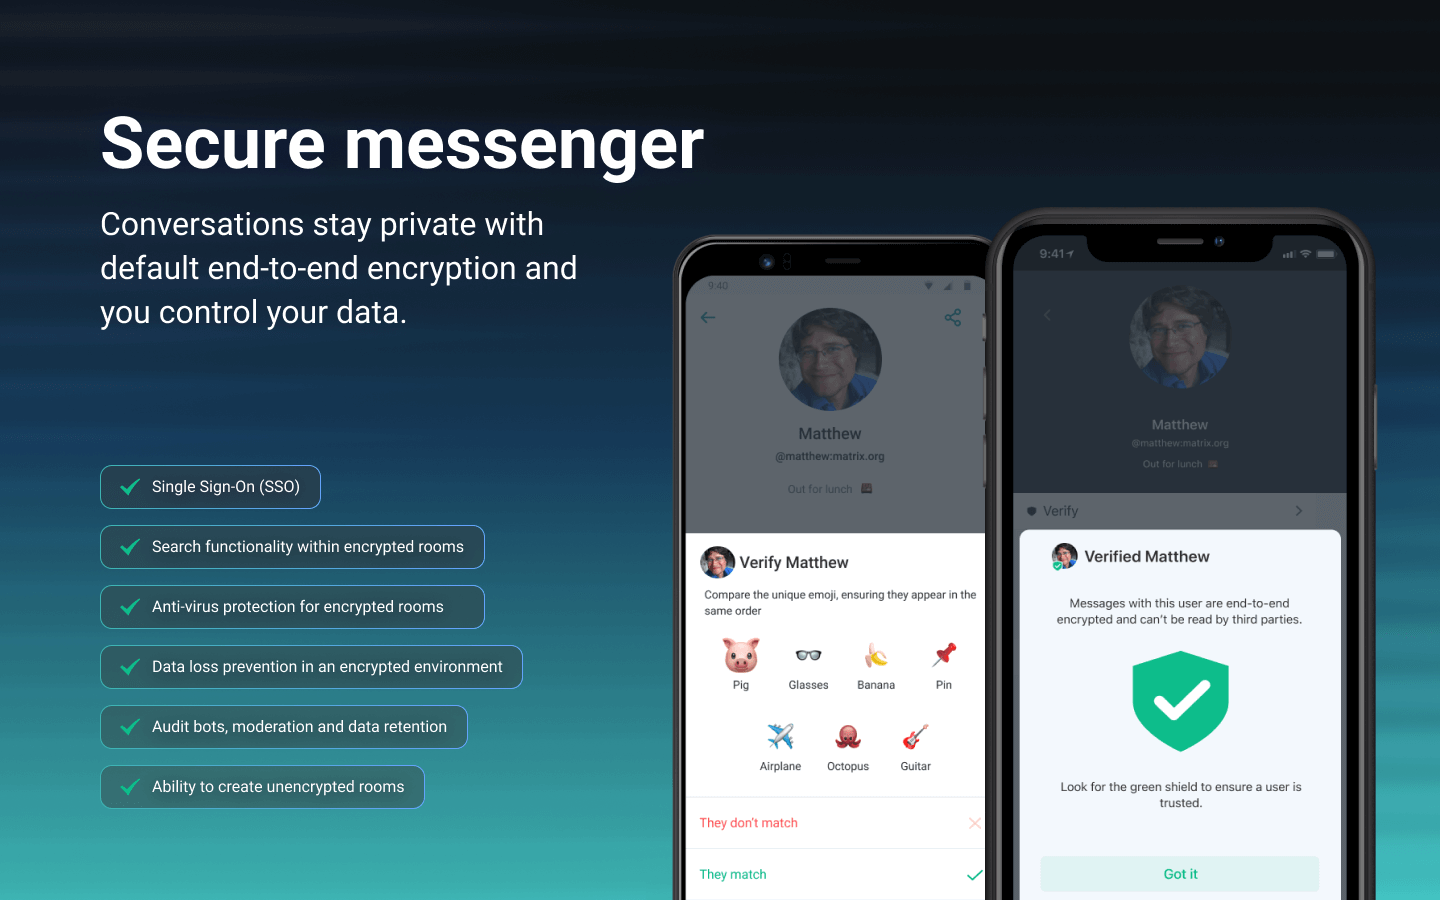 Secure messenger
Conversations stay private with
default end-to-end encryption and
you control your data.
Single Sign-On (SSO)
Search functionality within encrypted rooms
Anti-virus protection for encrypted rooms
Data loss prevention in an encrypted environment
Audit bots, moderation and data retention
Ability to create unencrypted rooms
9:40
Matthew
@matthew:matrix.org
Out for lunch
Verify Matthew
Compare the unique emoji, ensuring they appear in the
same order
Pig Glasses Banana Pin
Airplane Octopus Guitar
They don't match
They match
9:41
Matthew
@matthew:matrix.org
Out for lunch
Verify
Verified Matthew
Messages with this user are end-to-end
encrypted and can't be read by third parties.
Look for the green shield to ensure a user is
trusted.
Got it